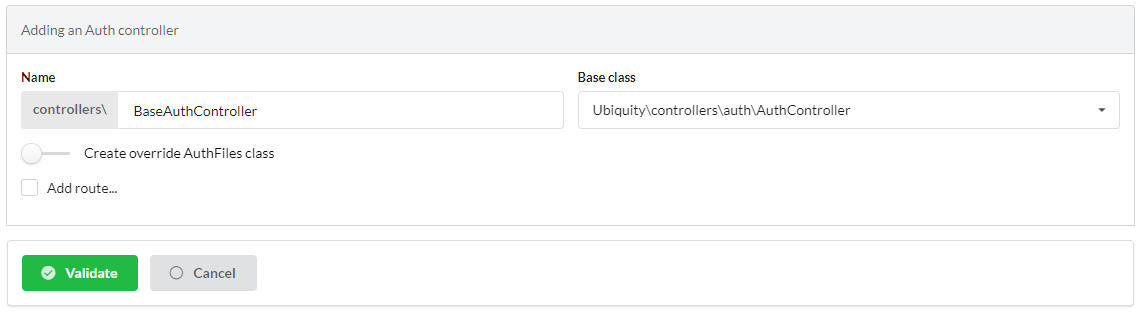 Adding an Auth controller
Name
Base class
controllers\ BaseAuthController
Ubiquity\controllers\auth\AuthController
Create override AuthFiles class
Add route...
Validate
Cancel